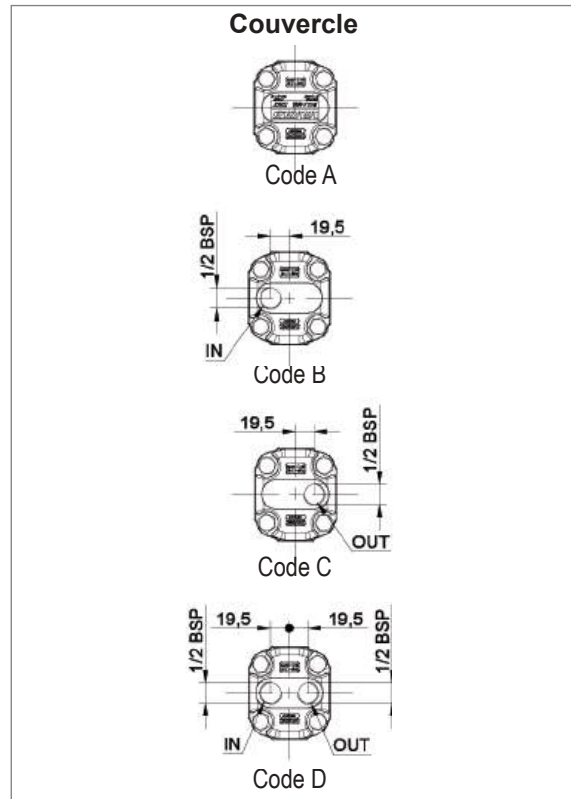 Couvercle
Code A
1/2 BSP
19,5
IN
Code B
19,5
1/2 BSP
OUT
Code C
1/2 BSP
19,5
19,5
1/2 BSP
IN
OUT
Code D